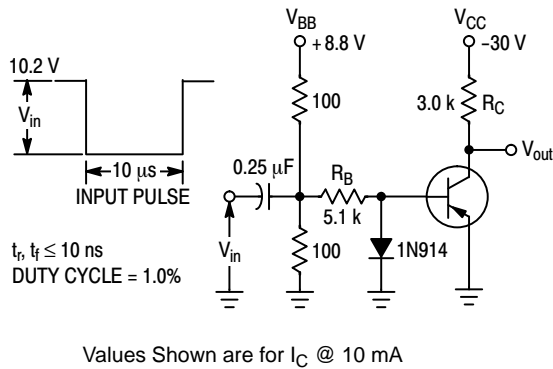 V_BB
+8.8 V
V_CC
–30 V
10.2 V
V_in
10 μs
INPUT PULSE
100
3.0 k
R_C
V_out
0.25 μF
R_B
5.1 k
V_in
100
1N914
t_r, t_f ≤ 10 ns
DUTY CYCLE = 1.0%
Values Shown are for I_C @ 10 mA